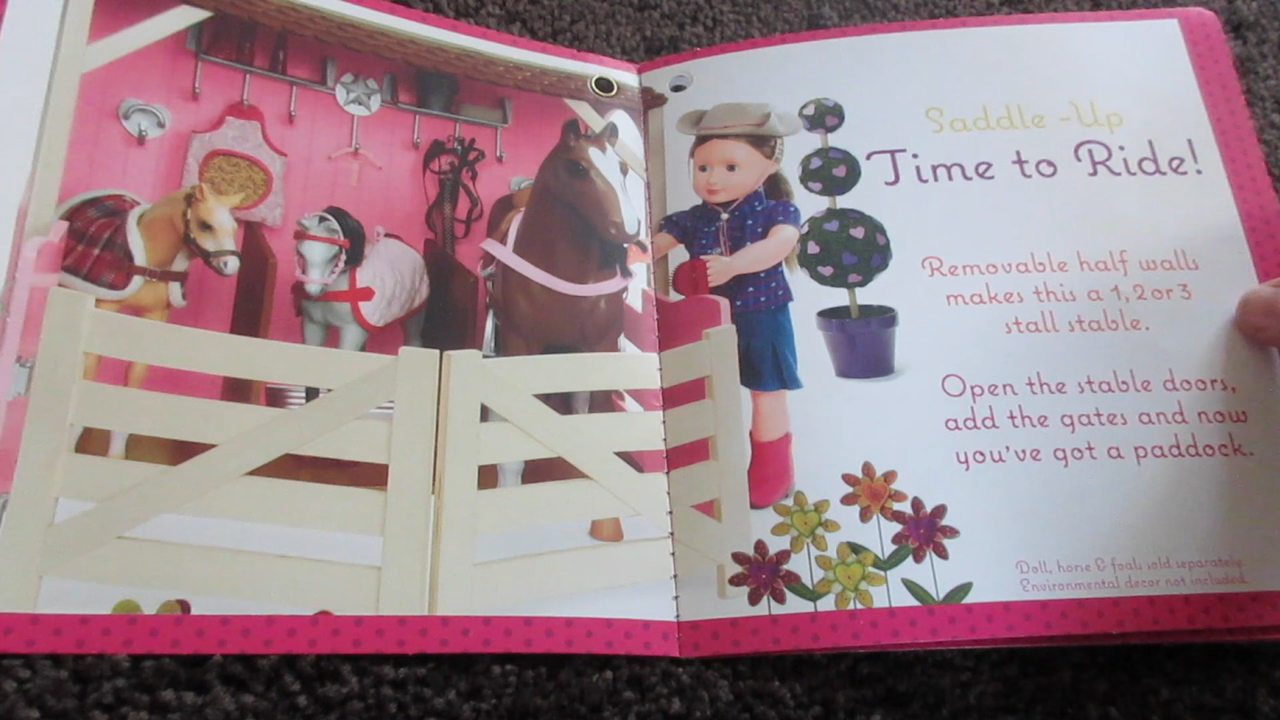 Saddle-Up
Time to Ride!
Removable half walls
makes this a 1, 2 or 3
stall stable.
Open the stable doors,
add the gates and now
you've got a paddock.
Doll, horse & foals sold separately
Environmental decor not included